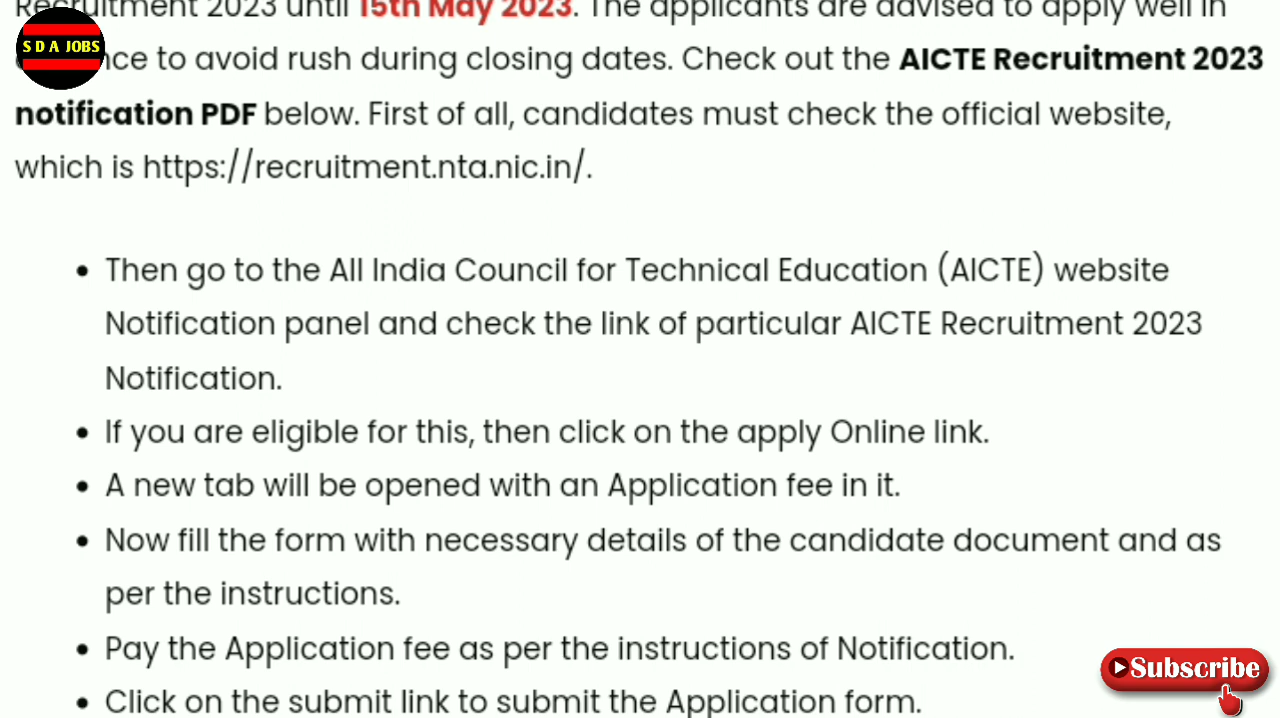 Recruitment 2023 until 15th May 2023. The applicants are advised to apply well in
S D A JOBS
to avoid rush during closing dates. Check out the AICTE Recruitment 2023
notification PDF below. First of all, candidates must check the official website,
which is https://recruitment.nta.nic.in/.
• Then go to the All India Council for Technical Education (AICTE) website
Notification panel and check the link of particular AICTE Recruitment 2023
Notification.
• If you are eligible for this, then click on the apply Online link.
• A new tab will be opened with an Application fee in it.
• Now fill the form with necessary details of the candidate document and as
per the instructions.
• Pay the Application fee as per the instructions of Notification.
Subscribe
• Click on the submit link to submit the Application form.